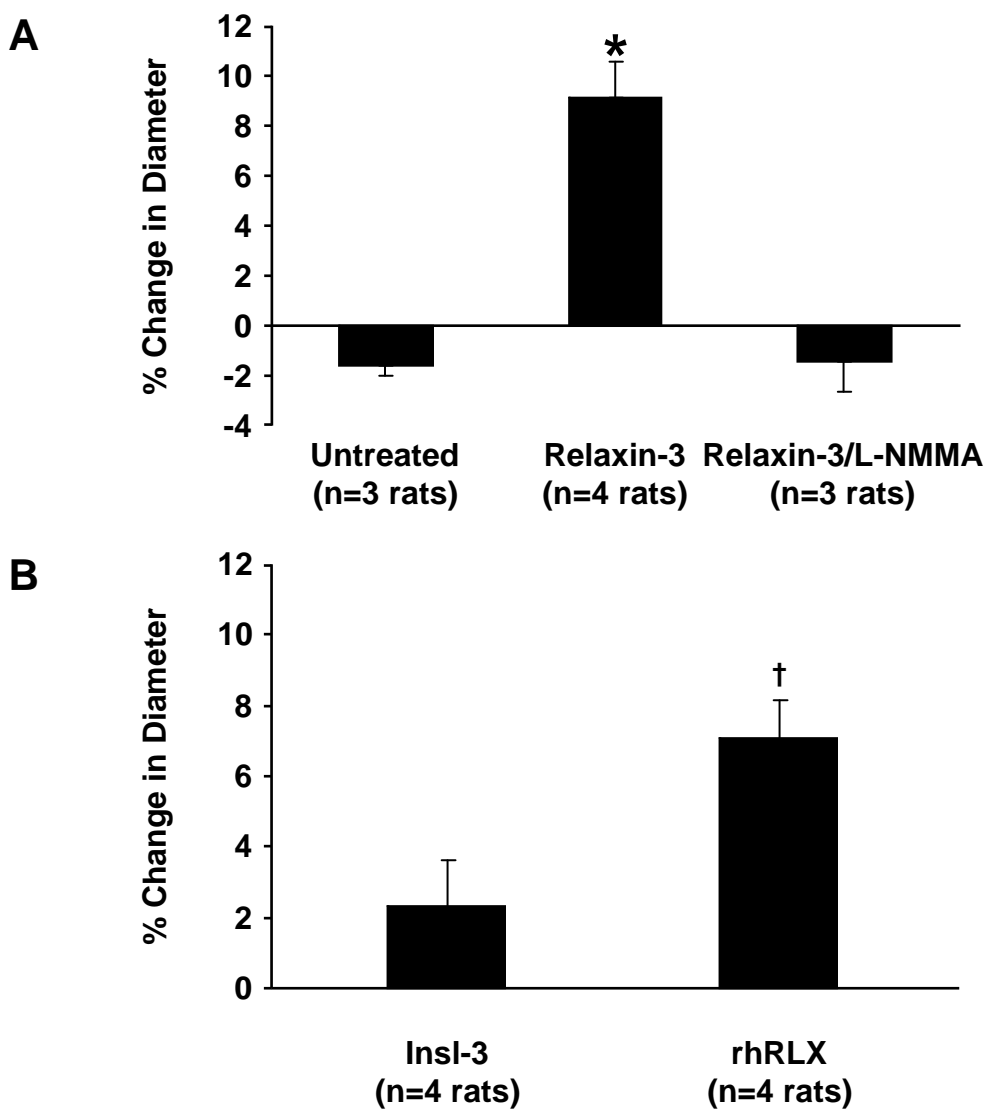 A
% Change in Diameter
12
10
8
6
4
2
0
-2
-4
*
Untreated
(n=3 rats)
Relaxin-3
(n=4 rats)
Relaxin-3/L-NMMA
(n=3 rats)
B
% Change in Diameter
12
10
8
6
4
2
0
†
Insl-3
(n=4 rats)
rhRLX
(n=4 rats)